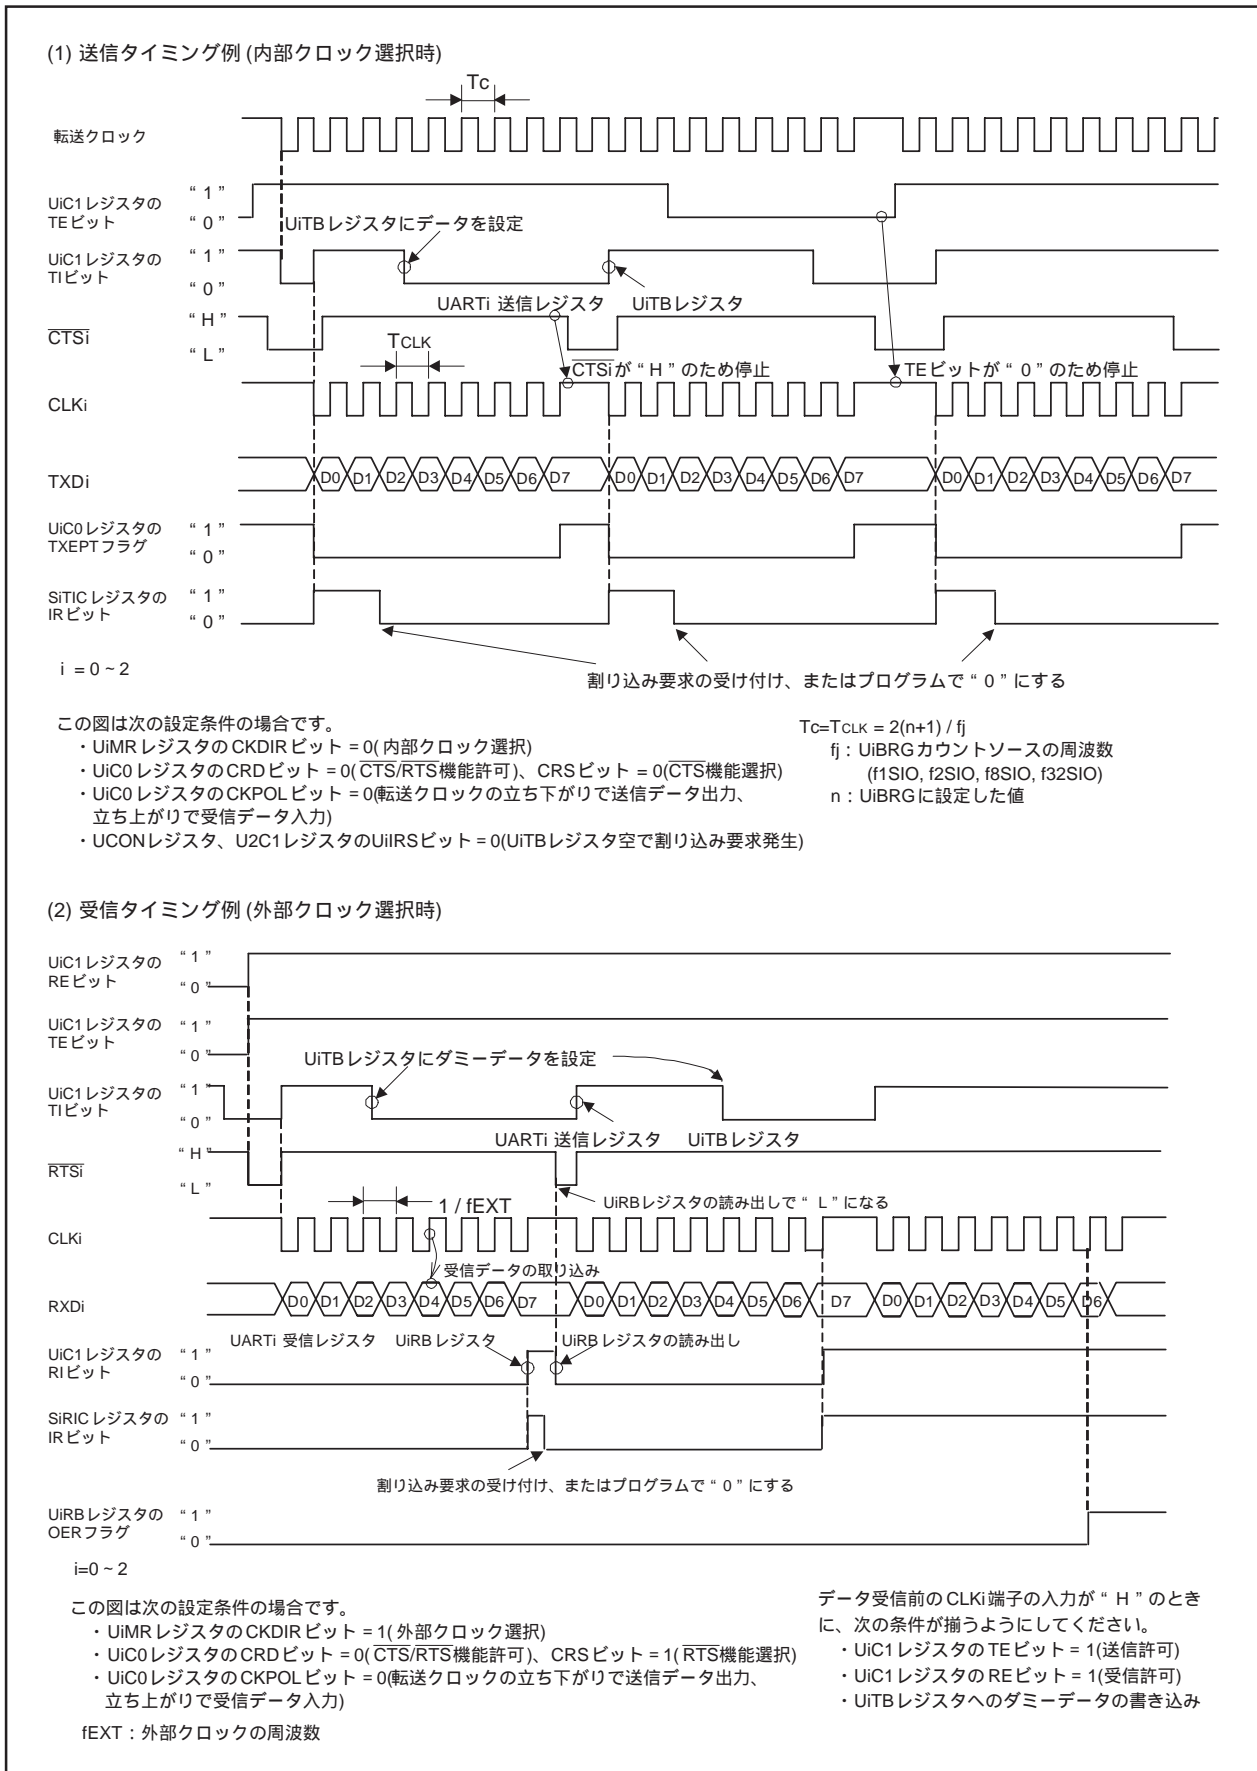 (1) 送信タイミング例 (内部クロック選択時)
Tc
転送クロック
UiC1レジスタの
TEビット
“ 1 ”
“ 0 ”
UiTBレジスタにデータを設定
UiC1レジスタの
TIビット
“ 1 ”
“ 0 ”
UARTi 送信レジスタ UiTBレジスタ
CTSi
“ H ”
“ L ”
TCLK
CTSiが “ H ” のため停止
TEビットが “ 0 ” のため停止
CLKi
TXDi
D0 D1 D2 D3 D4 D5 D6 D7 D0 D1 D2 D3 D4 D5 D6 D7 D0 D1 D2 D3 D4 D5 D6 D7
UiC0レジスタの
TXEPTフラグ
“ 1 ”
“ 0 ”
SiTICレジスタの
IRビット
“ 1 ”
“ 0 ”
i = 0 ~ 2
割り込み要求の受け付け、またはプログラムで “ 0 ” にする
この図は次の設定条件の場合です。
・UiMRレジスタのCKDIRビット = 0( 内部クロック選択)
・UiC0レジスタのCRDビット = 0( CTS/RTS機能許可)、CRSビット = 0(CTS機能選択)
・UiC0レジスタのCKPOLビット = 0(転送クロックの立ち下がりで送信データ出力、
立ち上がりで受信データ入力)
・UCONレジスタ、U2C1レジスタのUiIRSビット = 0(UiTBレジスタ空で割り込み要求発生)
Tc=TCLK = 2(n+1) / fj
fj : UiBRGカウントソースの周波数
(f1SIO, f2SIO, f8SIO, f32SIO)
n : UiBRGに設定した値
(2) 受信タイミング例 (外部クロック選択時)
UiC1レジスタの
REビット
“ 1 ”
“ 0 ”
UiC1レジスタの
TEビット
“ 1 ”
“ 0 ”
UiTBレジスタにダミーデータを設定
UiC1レジスタの
TIビット
“ 1 ”
“ 0 ”
UARTi 送信レジスタ UiTBレジスタ
RTSi
“ H ”
“ L ”
1 / fEXT
UiRBレジスタの読み出しで “ L ” になる
CLKi
受信データの取り込み
RXDi
D0 D1 D2 D3 D4 D5 D6 D7 D0 D1 D2 D3 D4 D5 D6 D7 D0 D1 D2 D3 D4 D5 D6
UARTi 受信レジスタ UiRBレジスタ
UiRBレジスタの読み出し
UiC1レジスタの
RIビット
“ 1 ”
“ 0 ”
SiRICレジスタの
IRビット
“ 1 ”
“ 0 ”
割り込み要求の受け付け、またはプログラムで “ 0 ” にする
UiRBレジスタの
OERフラグ
“ 1 ”
“ 0 ”
i=0 ~ 2
この図は次の設定条件の場合です。
・UiMRレジスタのCKDIRビット = 1( 外部クロック選択)
・UiC0レジスタのCRDビット = 0( CTS/RTS機能許可)、CRSビット = 1( RTS機能選択)
・UiC0レジスタのCKPOLビット = 0(転送クロックの立ち下がりで送信データ出力、
立ち上がりで受信データ入力)
fEXT : 外部クロックの周波数
データ受信前のCLKi端子の入力が “ H ” のとき
に、次の条件が揃うようにしてください。
・UiC1レジスタのTEビット = 1(送信許可)
・UiC1レジスタのREビット = 1(受信許可)
・UiTBレジスタへのダミーデータの書き込み